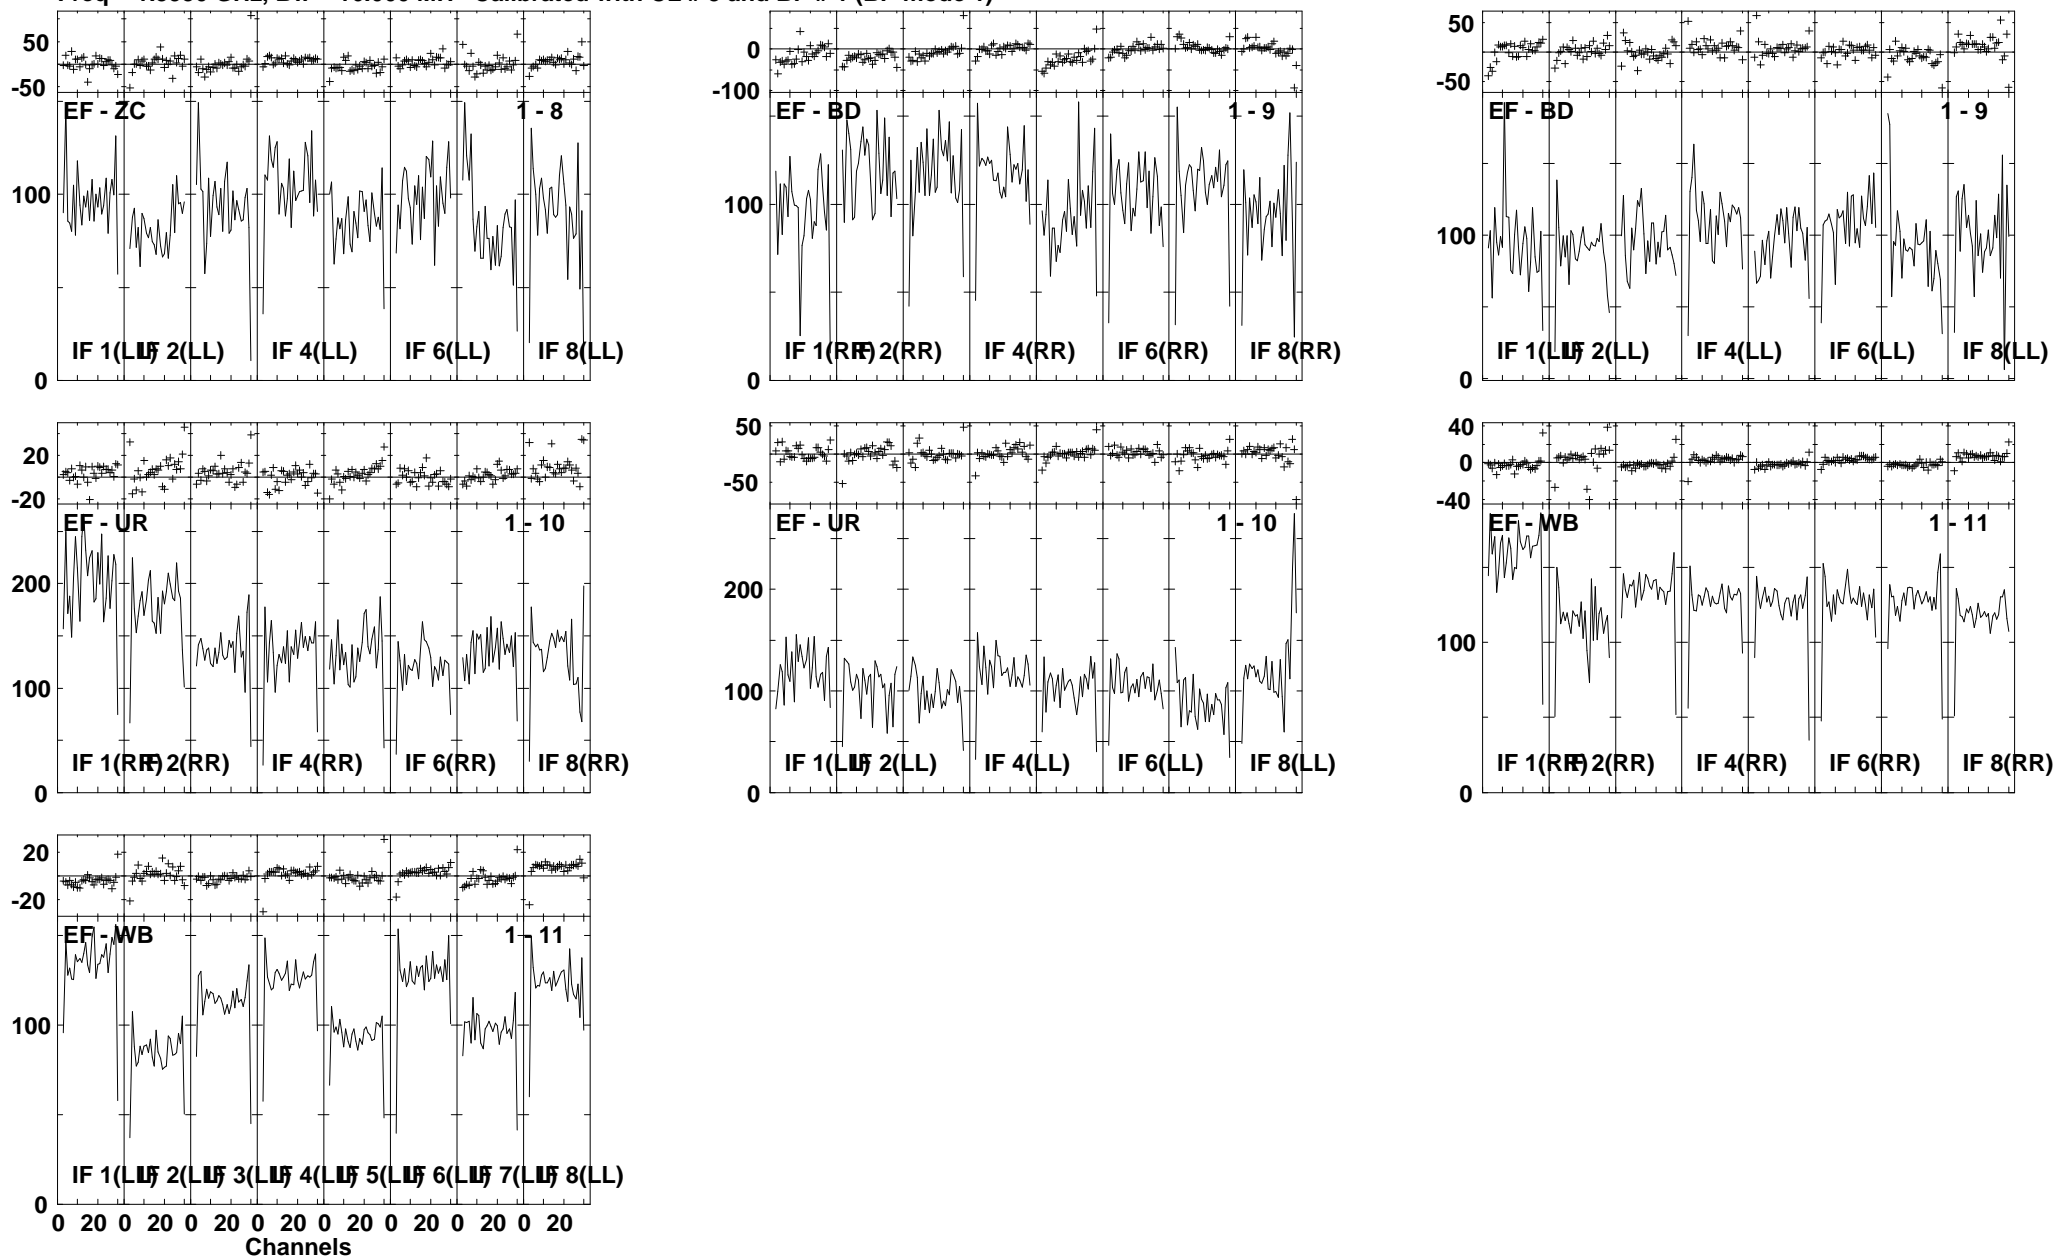 50
0
-50
EF - ZC 1 - 8
100
IF 1(LL) IF 2(LL) IF 4(LL) IF 6(LL) IF 8(LL)
0
0
-100
EF - BD 1 - 9
100
IF 1(RR) IF 2(RR) IF 4(RR) IF 6(RR) IF 8(RR)
0
50
0
-50
EF - BD 1 - 9
100
IF 1(LL) IF 2(LL) IF 4(LL) IF 6(LL) IF 8(LL)
0
20
-20
EF - UR 1 - 10
200
100
IF 1(RR) IF 2(RR) IF 4(RR) IF 6(RR) IF 8(RR)
0
50
-50
EF - UR 1 - 10
200
100
IF 1(LL) IF 2(LL) IF 4(LL) IF 6(LL) IF 8(LL)
0
40
0
-40
EF - WB 1 - 11
100
IF 1(RR) IF 2(RR) IF 4(RR) IF 6(RR) IF 8(RR)
0
20
-20
EF - WB 1 - 11
100
IF 1(LL) IF 2(LL) IF 3(LL) IF 4(LL) IF 5(LL) IF 6(LL) IF 7(LL) IF 8(LL)
0
0 20 0 20 0 20 0 20 0 20 0 20 0 20 0 20
Channels